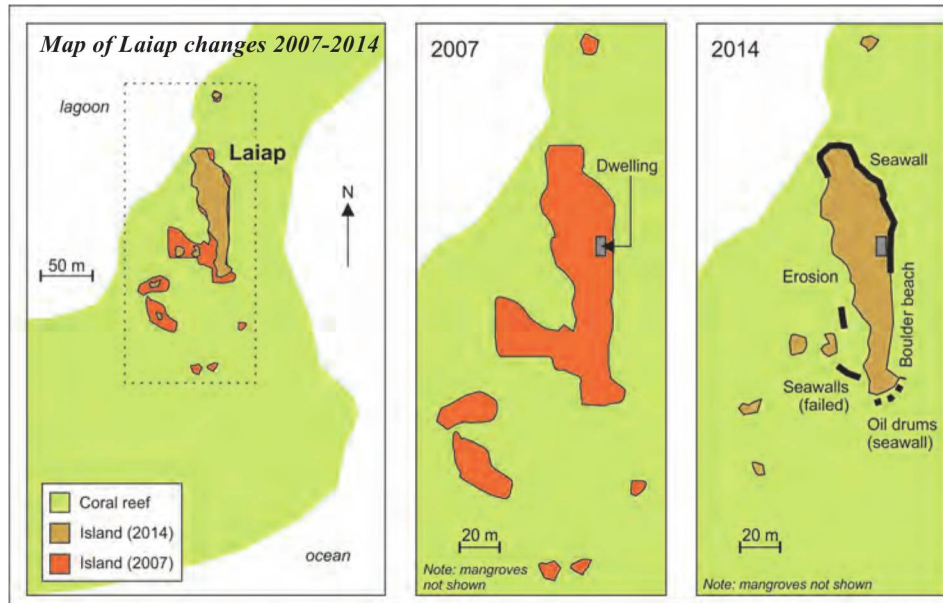 Map of Laiap changes 2007-2014
lagoon
Laiap
N
50 m
Coral reef
Island (2014)
Island (2007)
ocean
2007
Dwelling
20 m
Note: mangroves
not shown
2014
Seawall
Erosion
Boulder beach
Seawalls
(failed)
Oil drums
(seawall)
20 m
Note: mangroves not shown